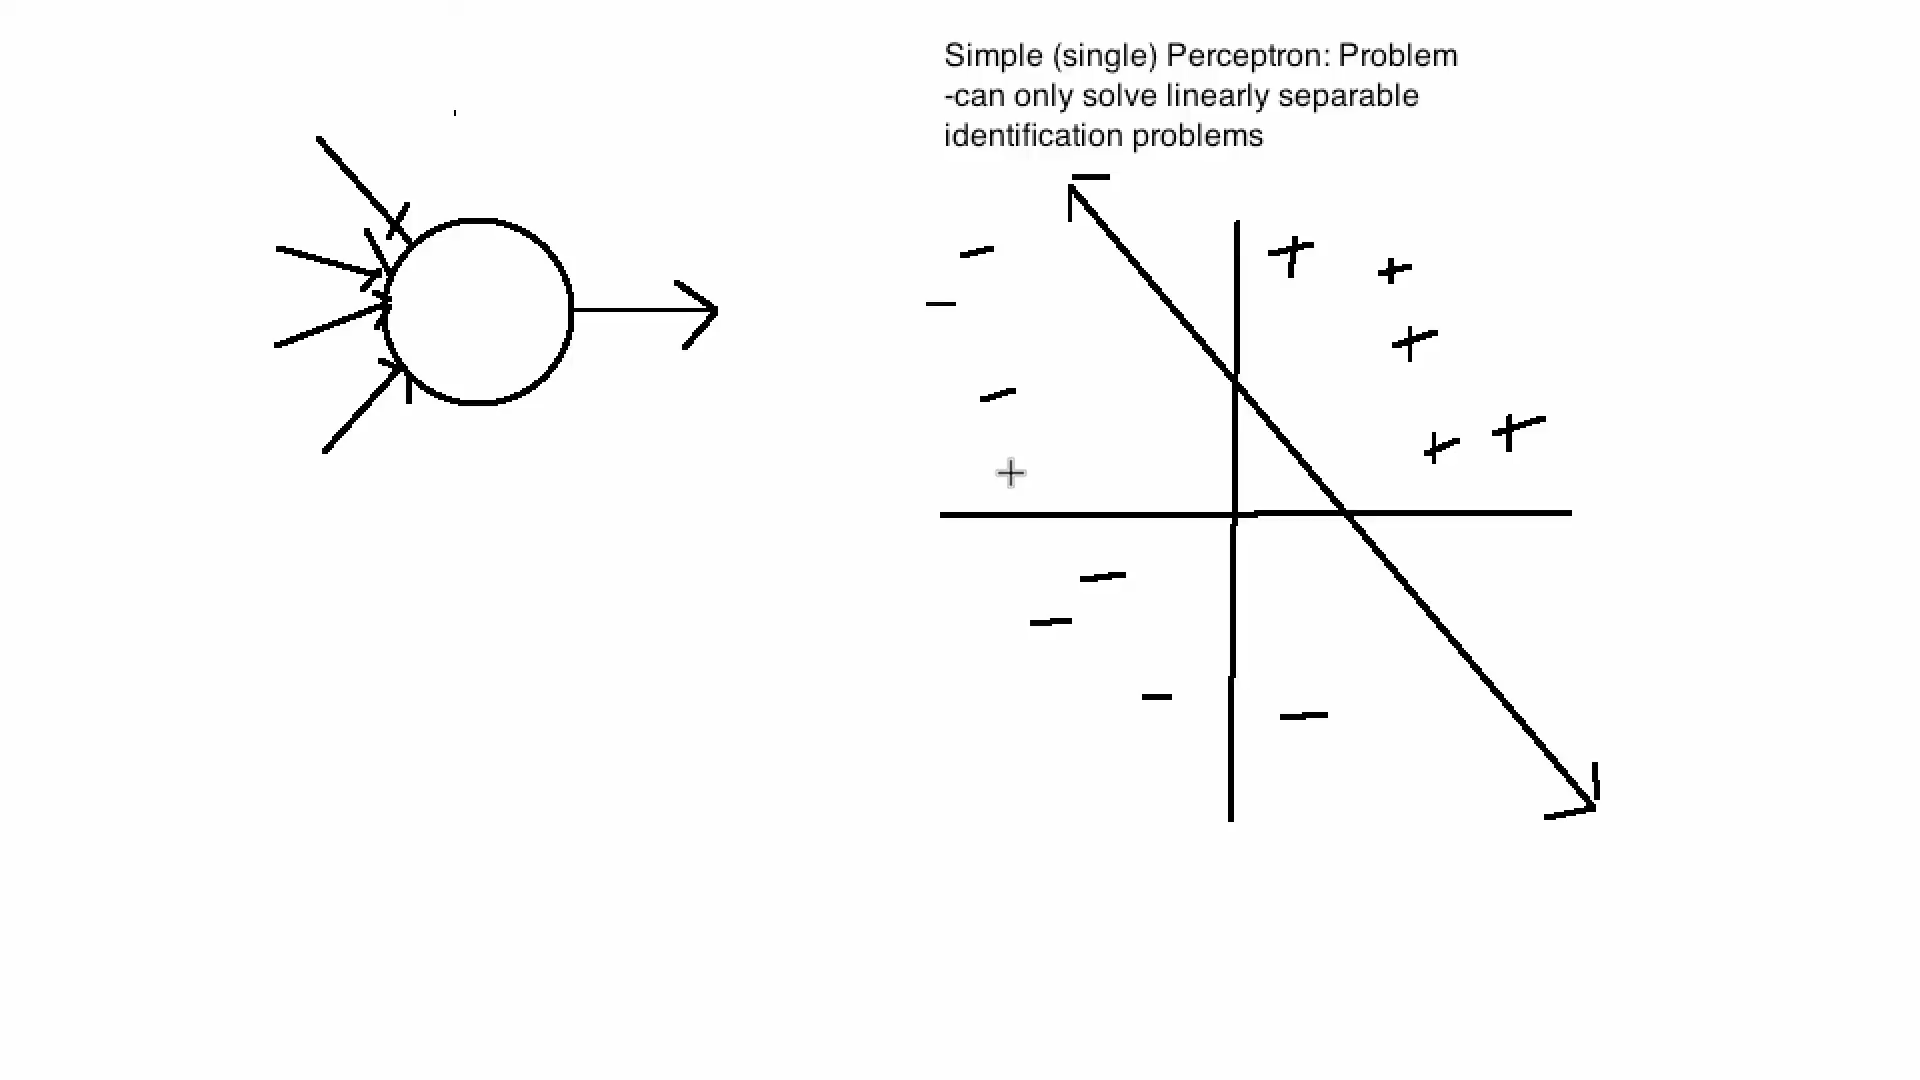 Simple (single) Perceptron: Problem
-can only solve linearly separable
identification problems